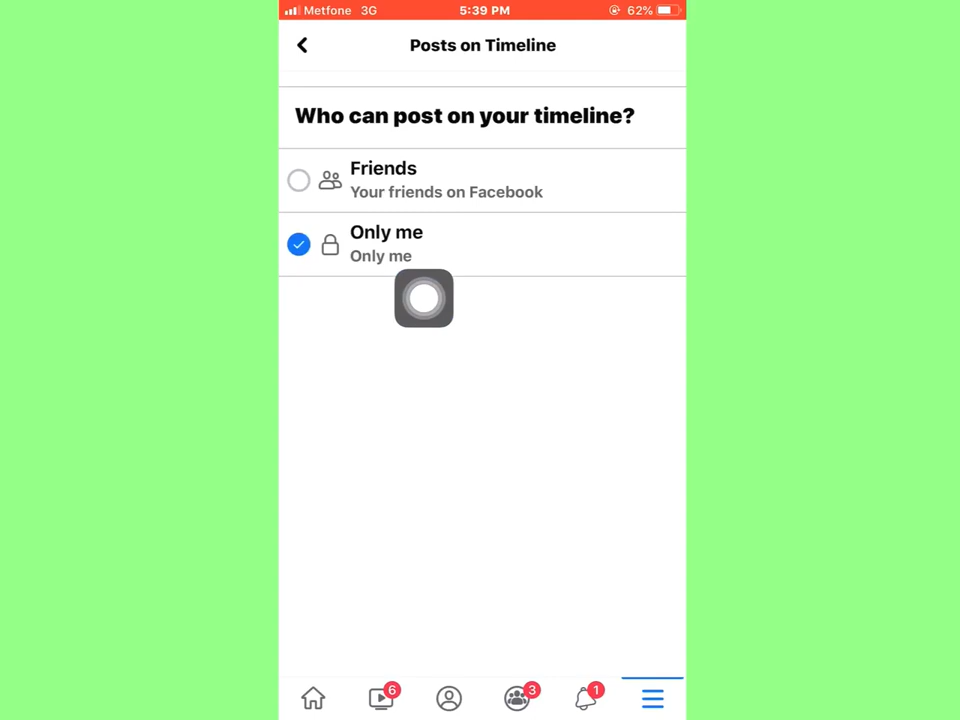 Metfone 3G 5:39 PM 62%
Posts on Timeline
Who can post on your timeline?
Friends
Your friends on Facebook
Only me
Only me
6 3 1